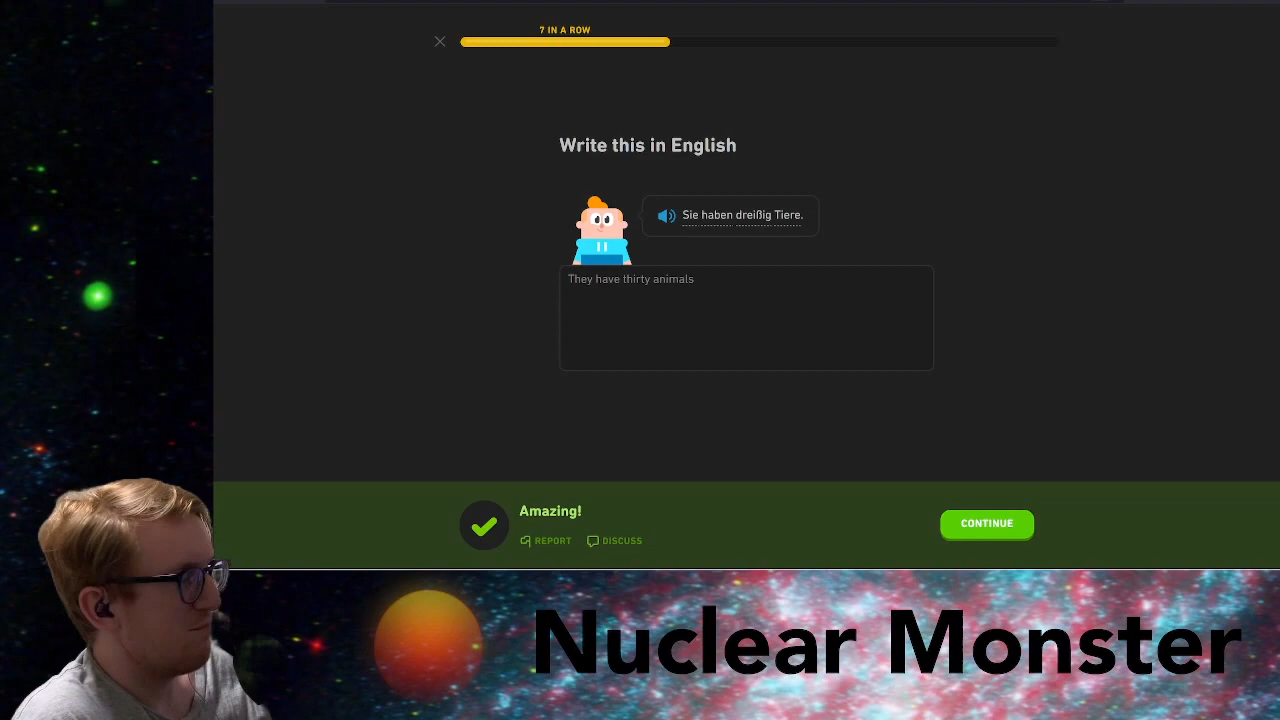 7 IN A ROW
Write this in English
Sie haben dreißig Tiere.
They have thirty animals
Amazing!
REPORT DISCUSS
CONTINUE
Nuclear Monster